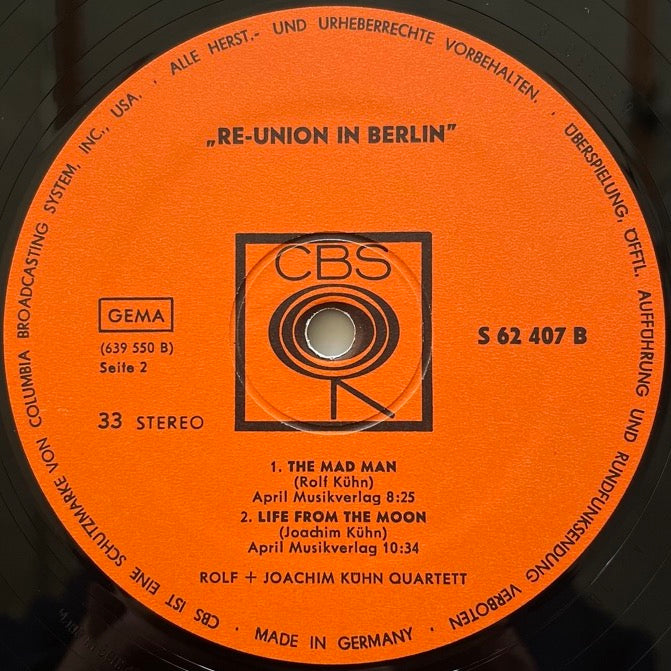 CBS IST EINE SCHUTZMARKE VON COLUMBIA BROADCASTING SYSTEM, INC., USA. · ALLE HERST.- UND URHEBERRECHTE VORBEHALTEN. · ÜBERSPIELUNG, ÖFFTL. AUFFÜHRUNG UND RUNDFUNKSENDUNG VERBOTEN · MADE IN GERMANY ·
„RE-UNION IN BERLIN”
CBS
GEMA
(639 550 B)
Seite 2
S 62 407 B
33 STEREO
1. THE MAD MAN
(Rolf Kühn)
April Musikverlag 8:25
2. LIFE FROM THE MOON
(Joachim Kühn)
April Musikverlag 10:34
ROLF + JOACHIM KÜHN QUARTETT